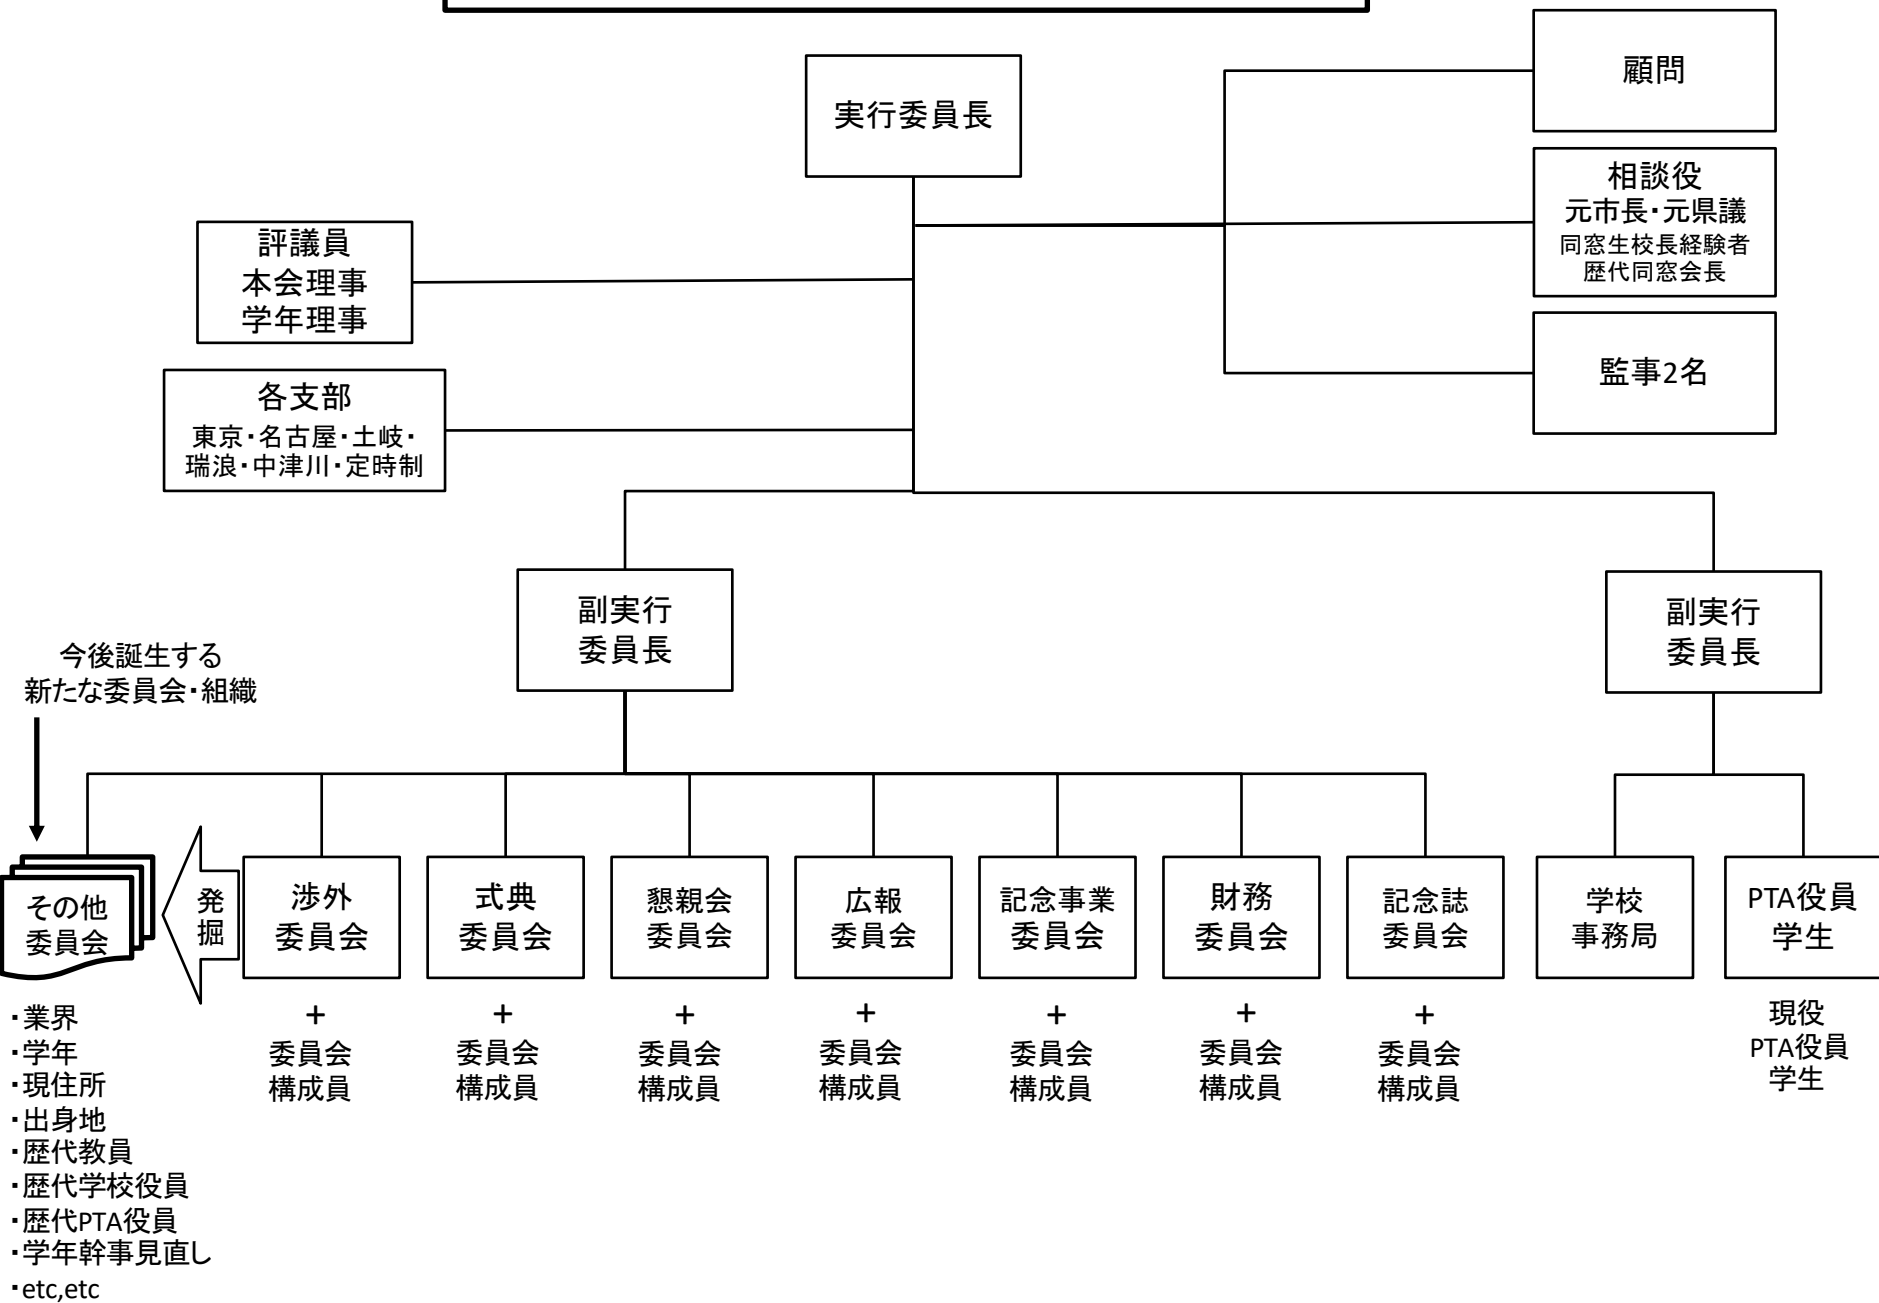 実行委員長
顧問
相談役
元市長・元県議
同窓生校長経験者
歴代同窓会長
監事2名
評議員
本会理事
学年理事
各支部
東京・名古屋・土岐・
瑞浪・中津川・定時制
副実行
委員長
副実行
委員長
今後誕生する
新たな委員会・組織
その他
委員会
発
掘
渉外
委員会
式典
委員会
懇親会
委員会
広報
委員会
記念事業
委員会
財務
委員会
記念誌
委員会
学校
事務局
PTA役員
学生
+
委員会
構成員
+
委員会
構成員
+
委員会
構成員
+
委員会
構成員
+
委員会
構成員
+
委員会
構成員
+
委員会
構成員
現役
PTA役員
学生
・業界
・学年
・現住所
・出身地
・歴代教員
・歴代学校役員
・歴代PTA役員
・学年幹事見直し
・etc,etc